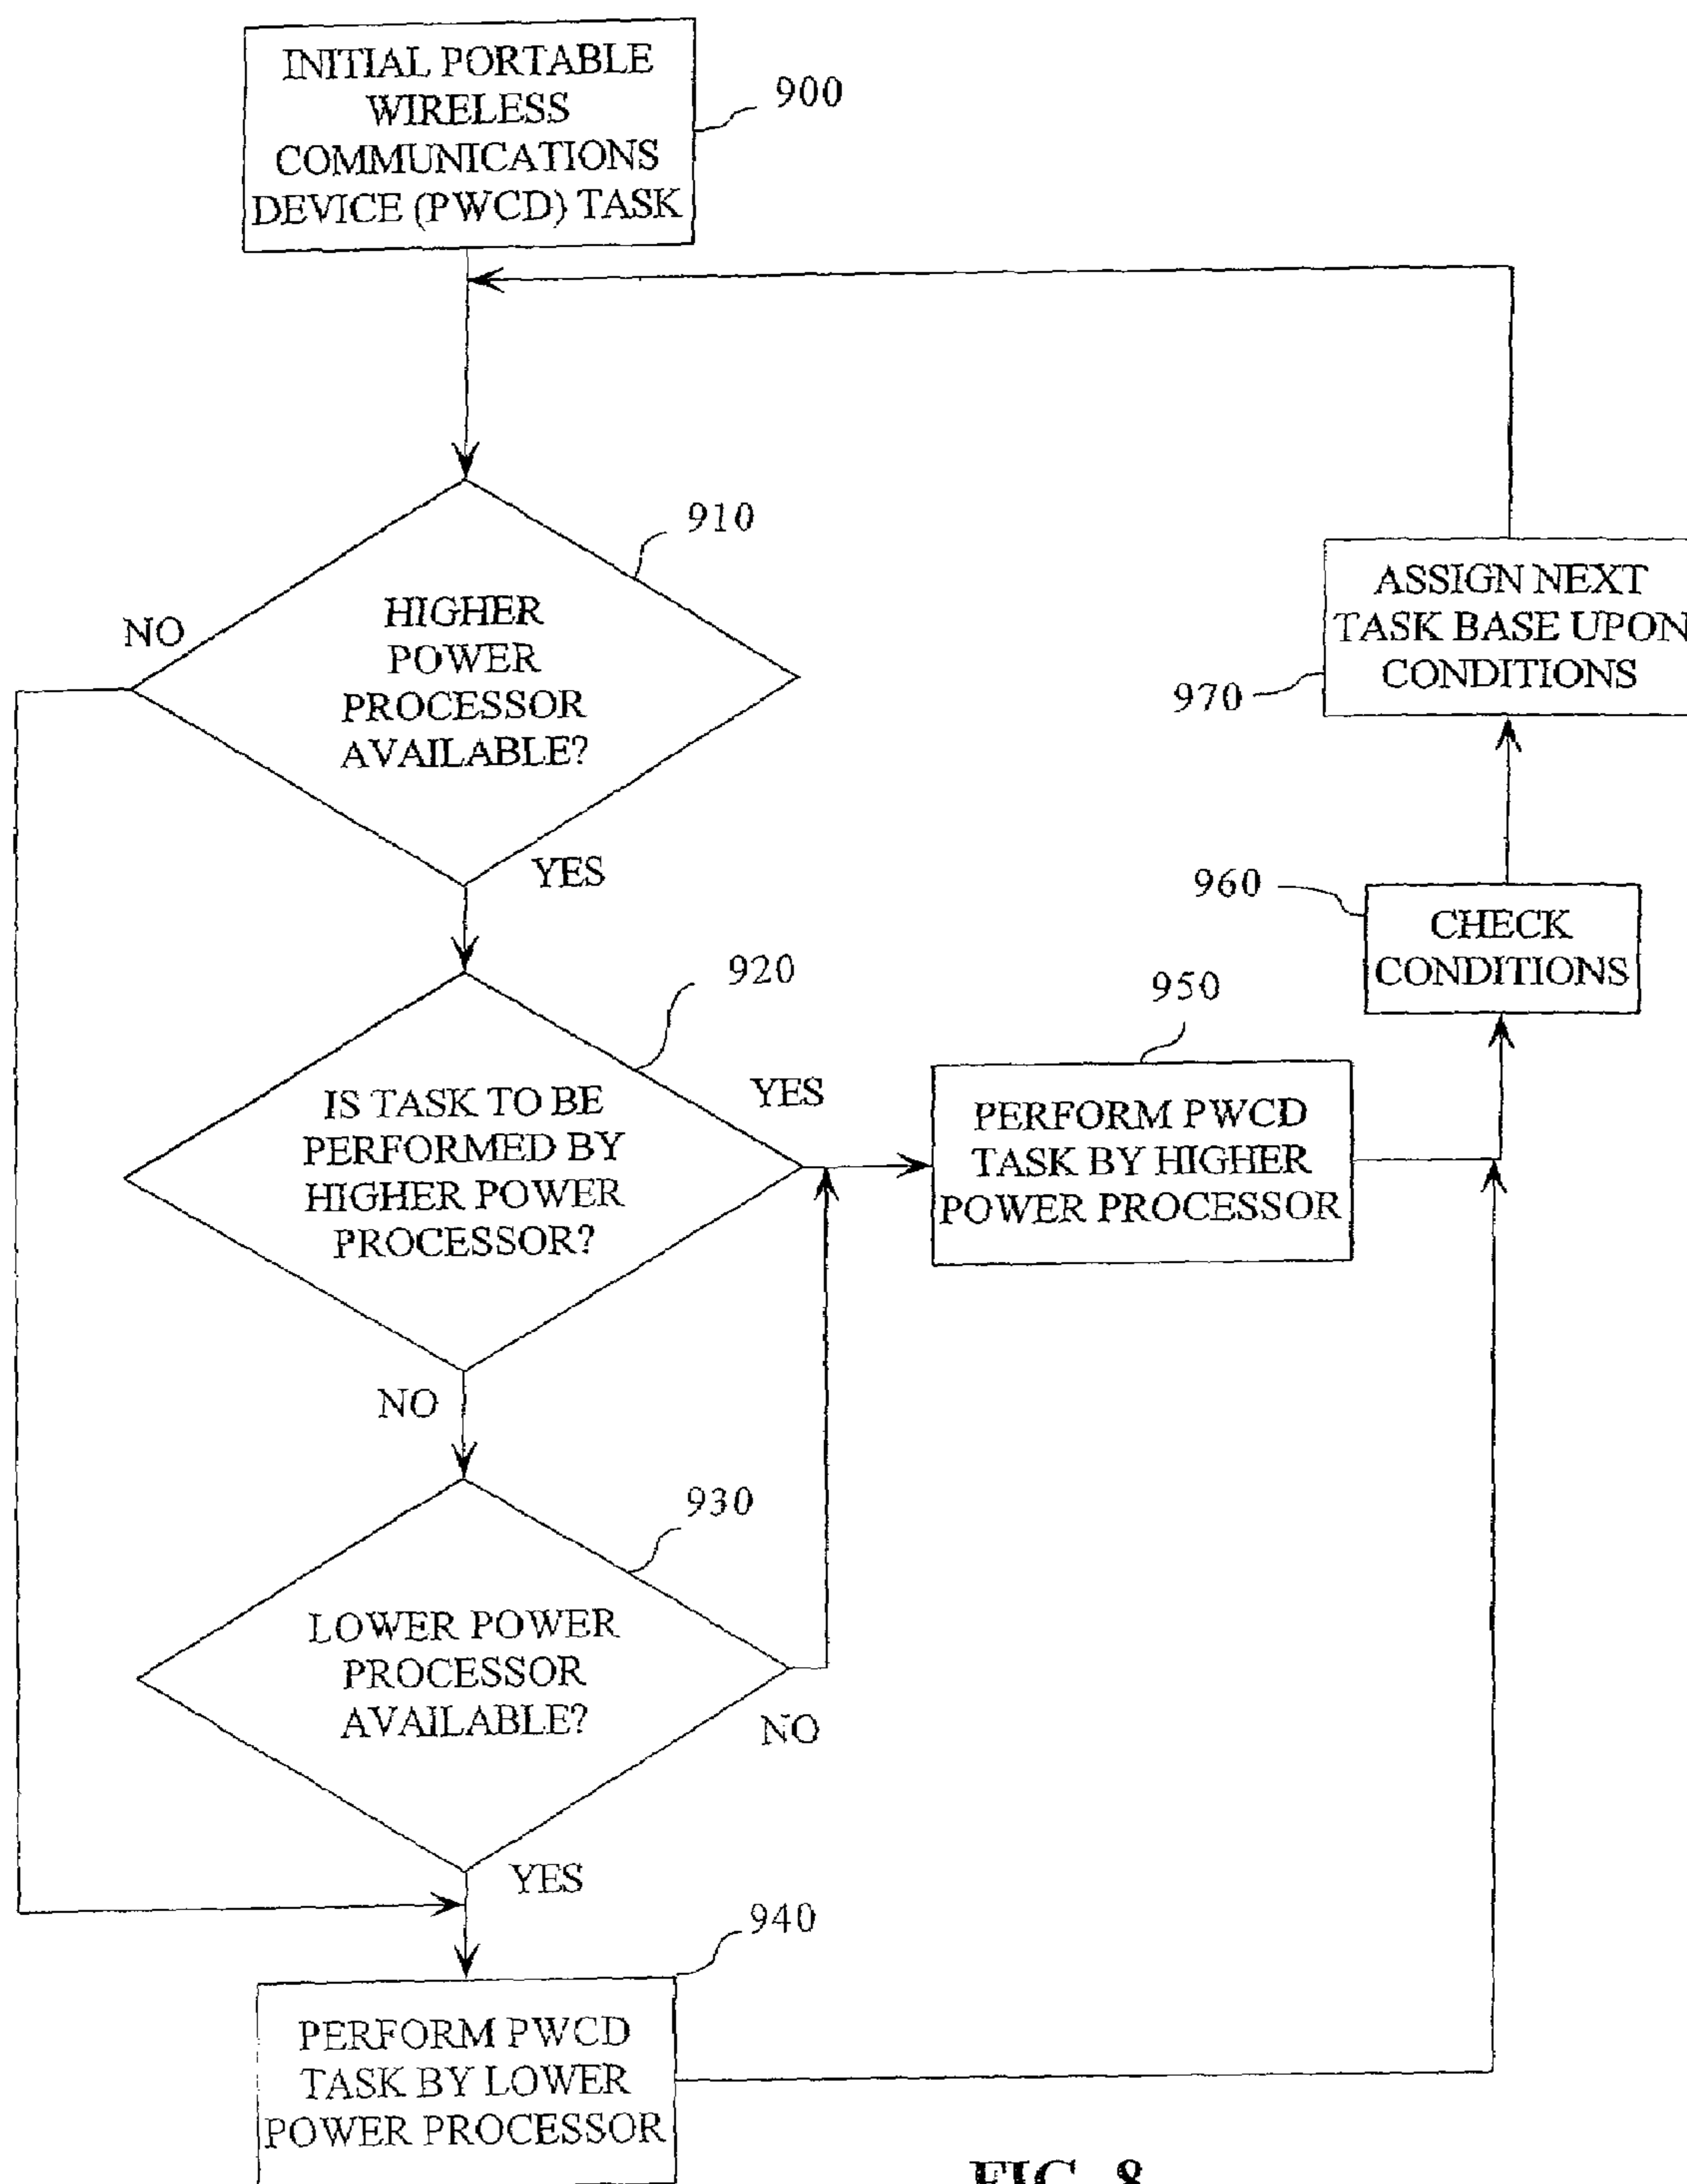 INITIAL PORTABLE
WIRELESS
COMMUNICATIONS
DEVICE (PWCD) TASK
900
910
HIGHER
POWER
PROCESSOR
AVAILABLE?
NO
YES
ASSIGN NEXT
TASK BASE UPON
CONDITIONS
970
960
CHECK
CONDITIONS
920
IS TASK TO BE
PERFORMED BY
HIGHER POWER
PROCESSOR?
YES
NO
950
PERFORM PWCD
TASK BY HIGHER
POWER PROCESSOR
930
LOWER POWER
PROCESSOR
AVAILABLE?
NO
YES
940
PERFORM PWCD
TASK BY LOWER
POWER PROCESSOR
FIG. 8